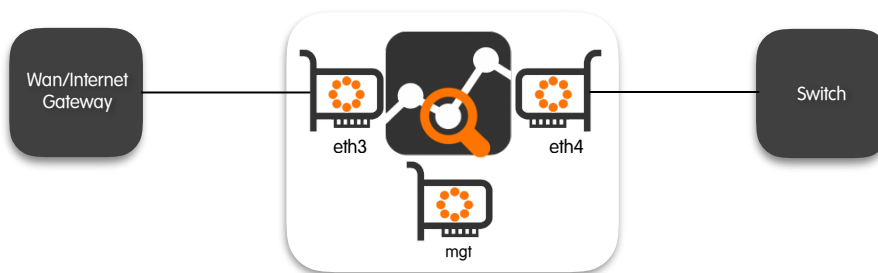 Wan/Internet
Gateway
eth3
eth4
Switch
mgt